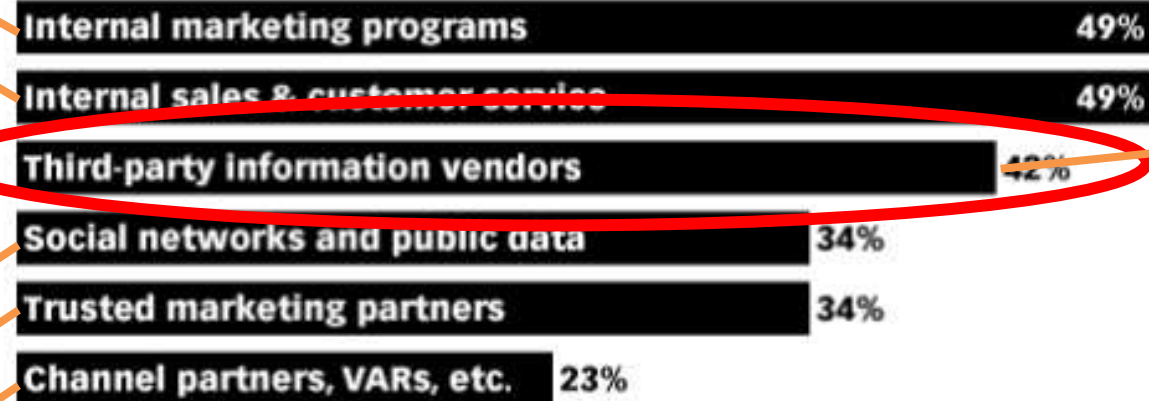 Internal marketing programs 49%
Internal sales & customer service 49%
Third-party information vendors 42%
Social networks and public data 34%
Trusted marketing partners 34%
Channel partners, VARs, etc. 23%